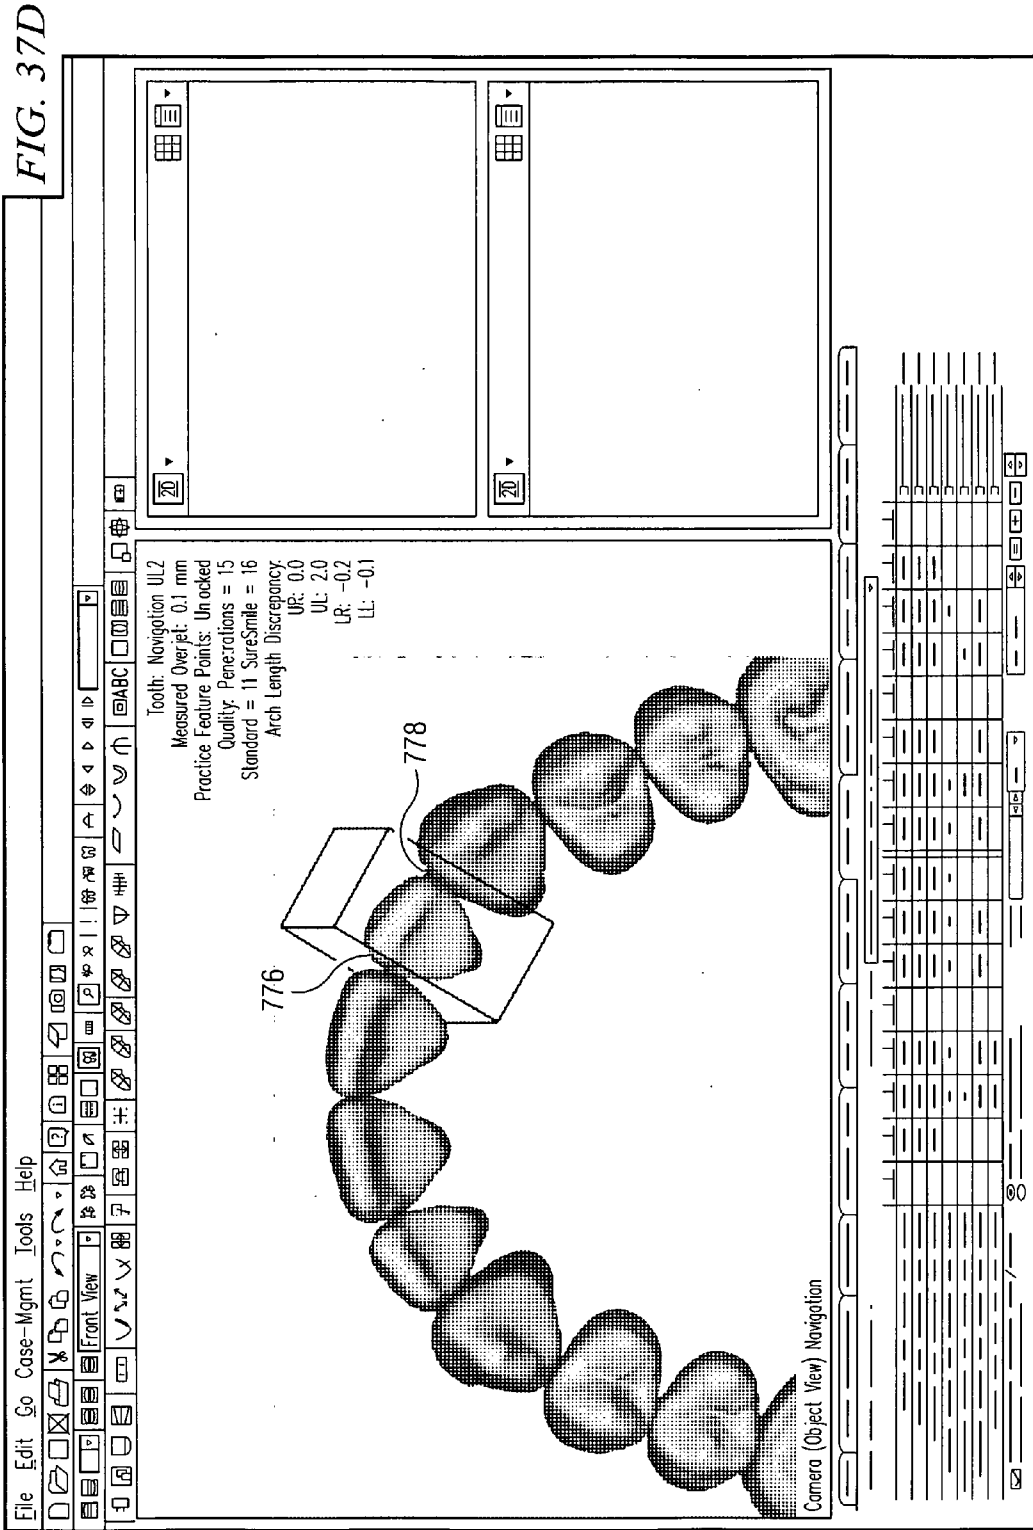 FIG. 37D
File Edit Go Case-Mgmt Tools Help
Front View
ABC
Tooth: Navigation UL2
Measured Overjet: 0.1 mm
Practice Feature Points: Unlocked
Quality: Penetrations = 15
Standard = 11 SureSmile = 16
Arch Length Discrepancy:
UR: 0.0
UL: 2.0
LR: -0.2
LL: -0.1
776
778
Camera (Object View) Navigation
2D
2D